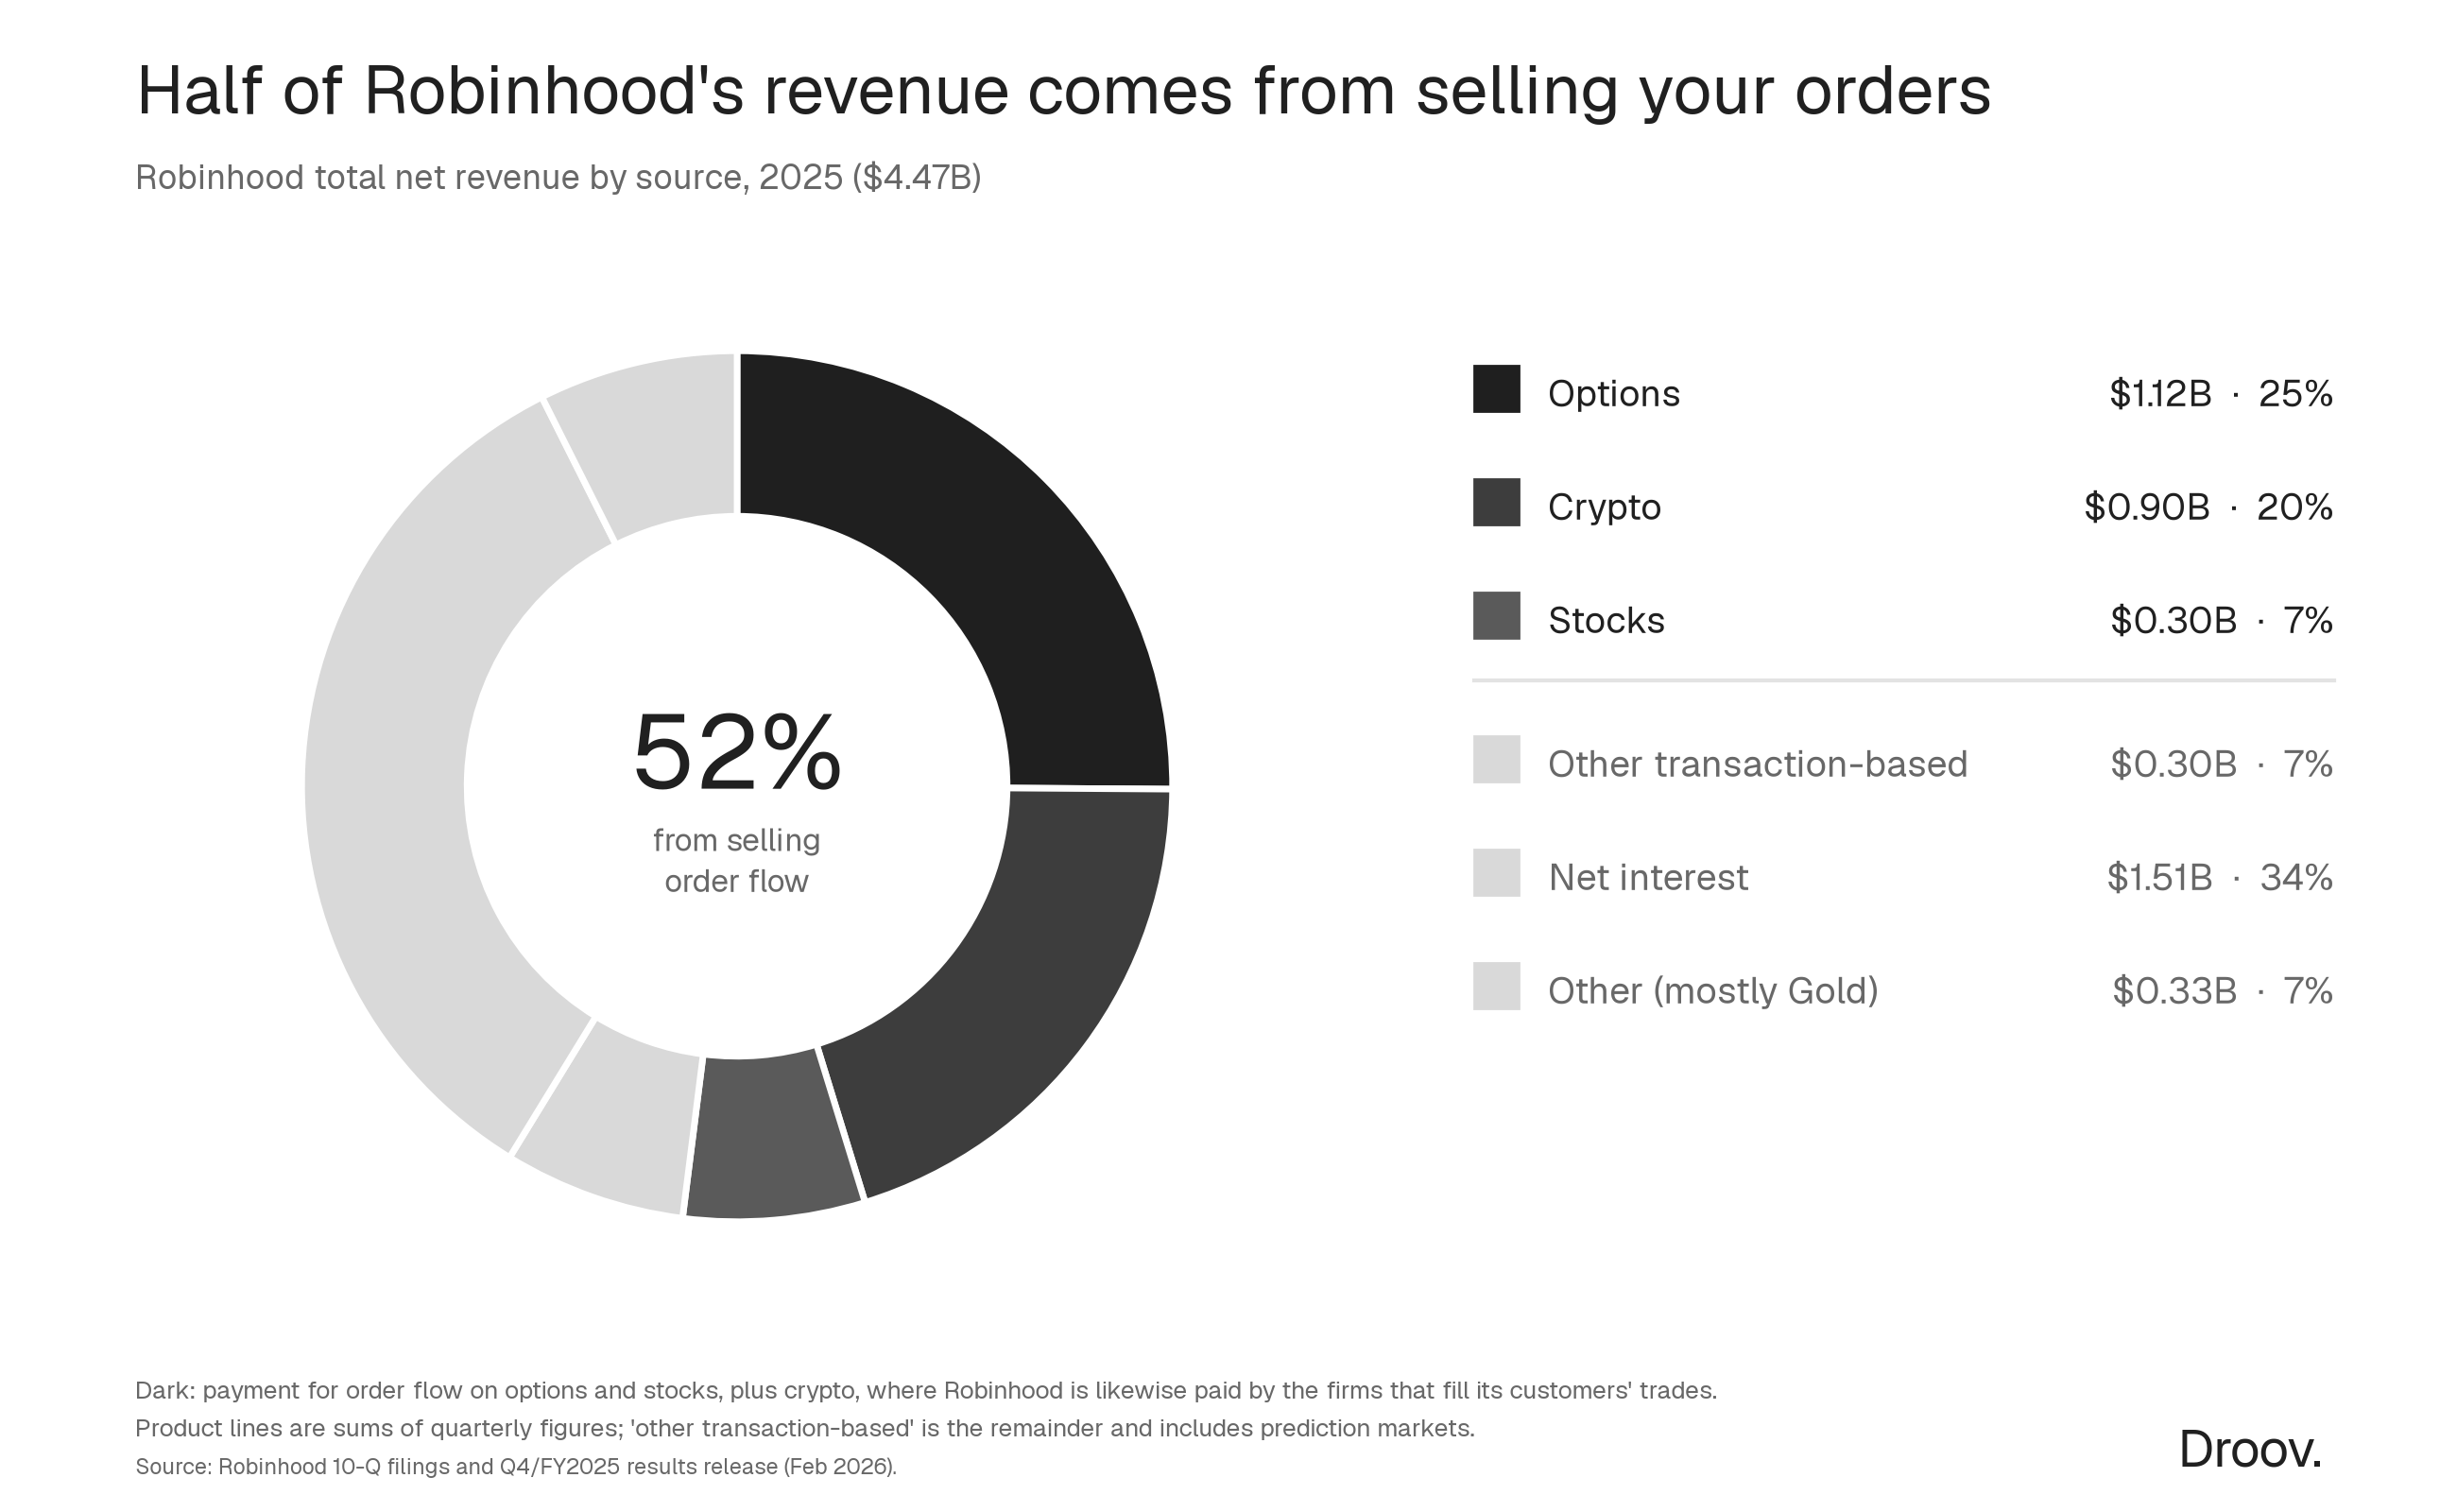 Half of Robinhood's revenue comes from selling your orders
Robinhood total net revenue by source, 2025 ($4.47B)
52%
from selling
order flow
Options $1.12B · 25%
Crypto $0.90B · 20%
Stocks $0.30B · 7%
Other transaction-based $0.30B · 7%
Net interest $1.51B · 34%
Other (mostly Gold) $0.33B · 7%
Dark: payment for order flow on options and stocks, plus crypto, where Robinhood is likewise paid by the firms that fill its customers' trades.
Product lines are sums of quarterly figures; 'other transaction-based' is the remainder and includes prediction markets.
Source: Robinhood 10-Q filings and Q4/FY2025 results release (Feb 2026).
Droov.